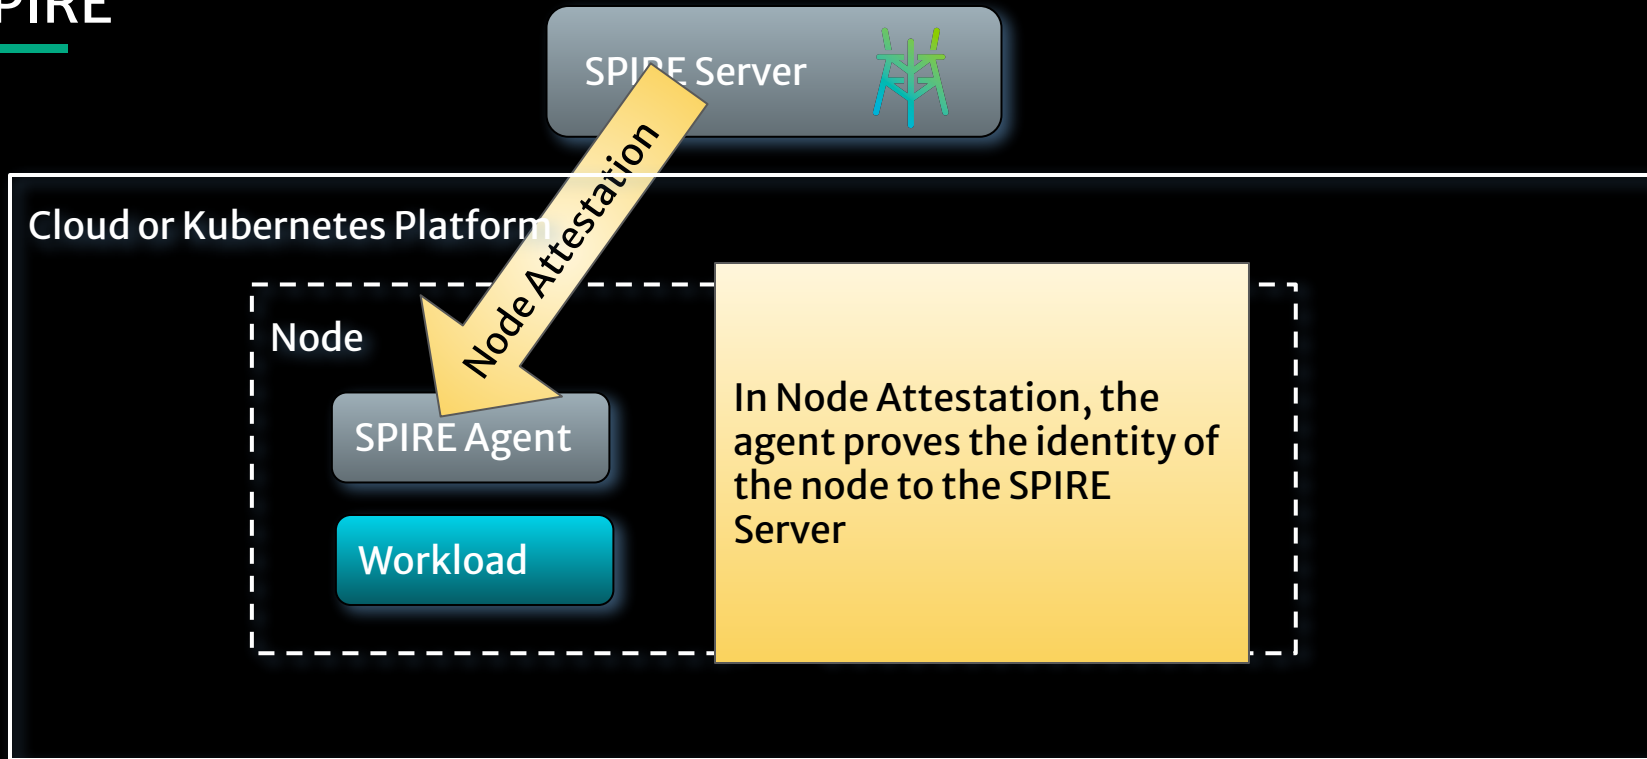 SPIRE
SPIRE Server
Node Attestation
Cloud or Kubernetes Platform
Node
SPIRE Agent
Workload
In Node Attestation, the
agent proves the identity of
the node to the SPIRE
Server